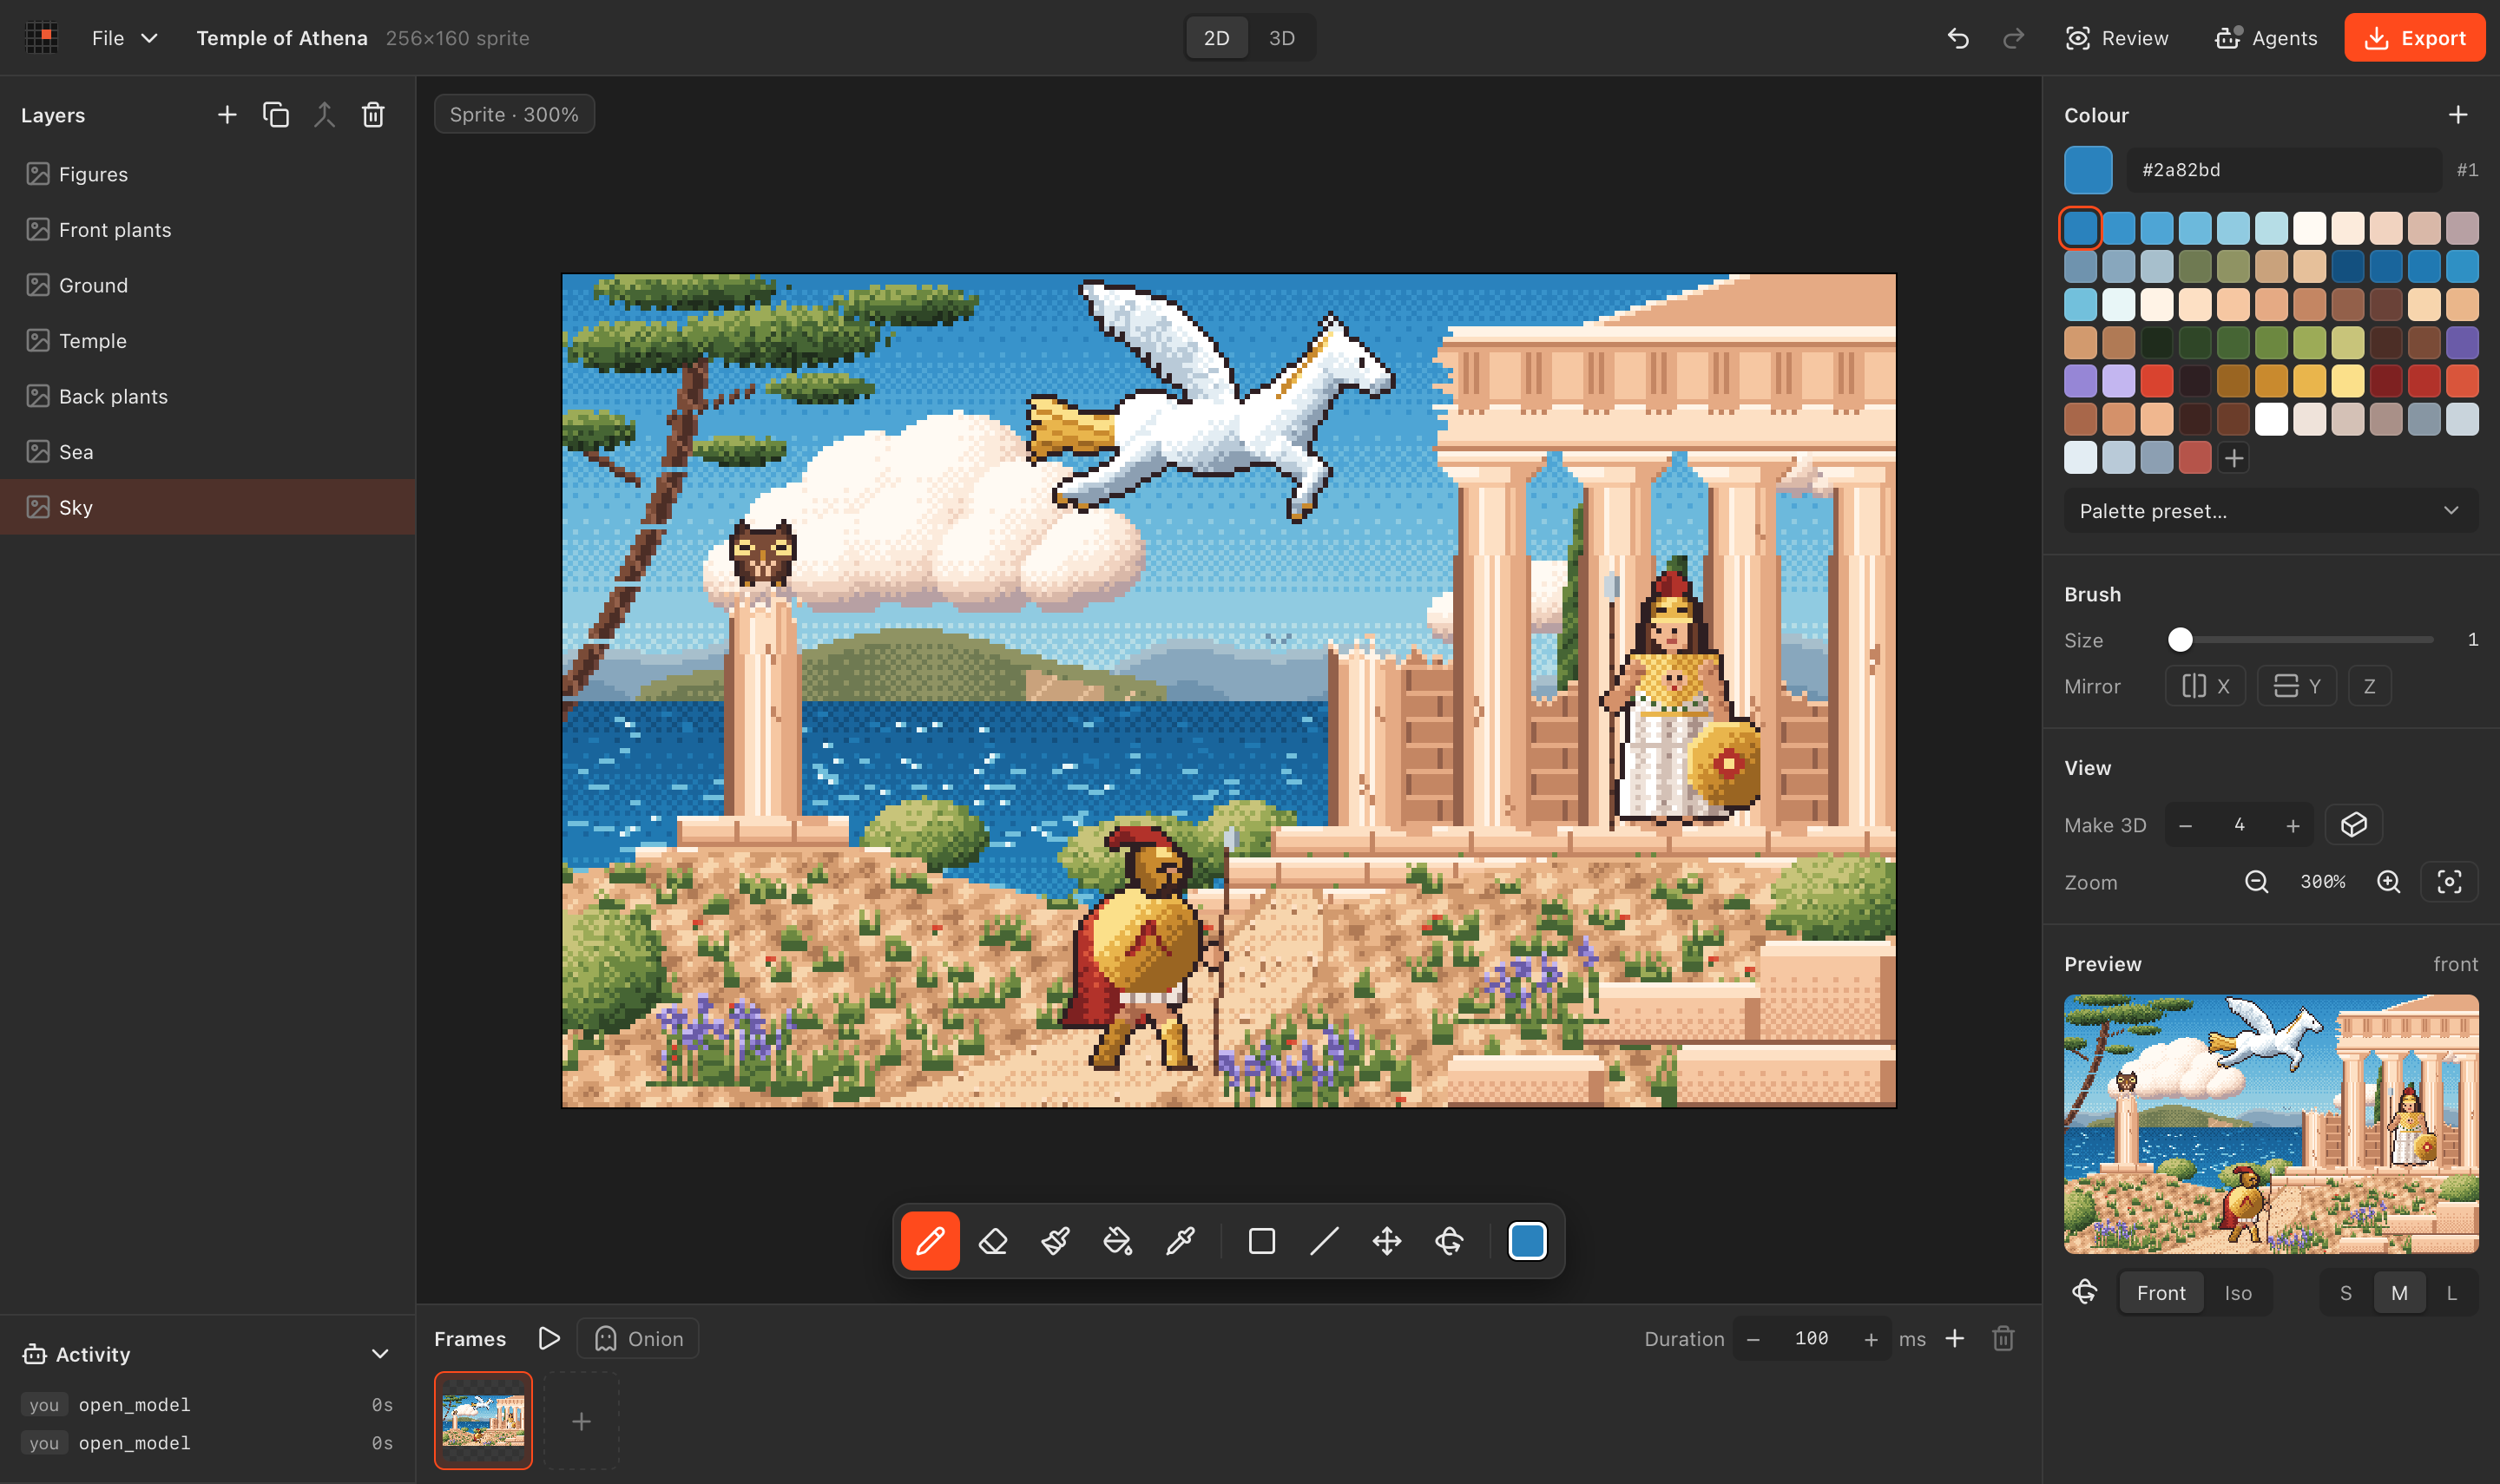 File Temple of Athena 256×160 sprite 2D 3D Review Agents Export
Layers
Figures
Front plants
Ground
Temple
Back plants
Sea
Sky
Activity
you open_model 0s
you open_model 0s
Sprite · 300%
Frames Onion Duration − 100 + ms
Colour
#2a82bd #1
Palette preset...
Brush
Size 1
Mirror X Y Z
View
Make 3D − 4 +
Zoom 300%
Preview front
Front Iso S M L